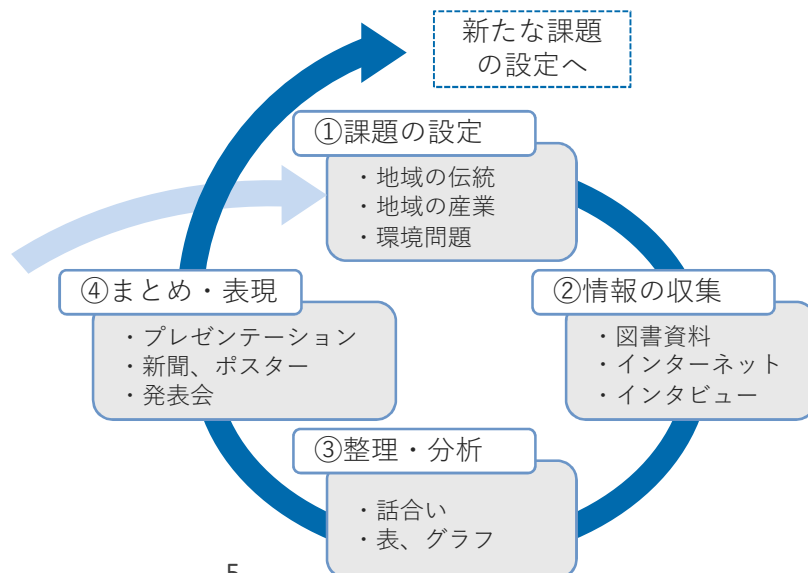 新たな課題
の設定へ
①課題の設定
・地域の伝統
・地域の産業
・環境問題
②情報の収集
・図書資料
・インターネット
・インタビュー
③整理・分析
・話合い
・表、グラフ
④まとめ・表現
・プレゼンテーション
・新聞、ポスター
・発表会
5